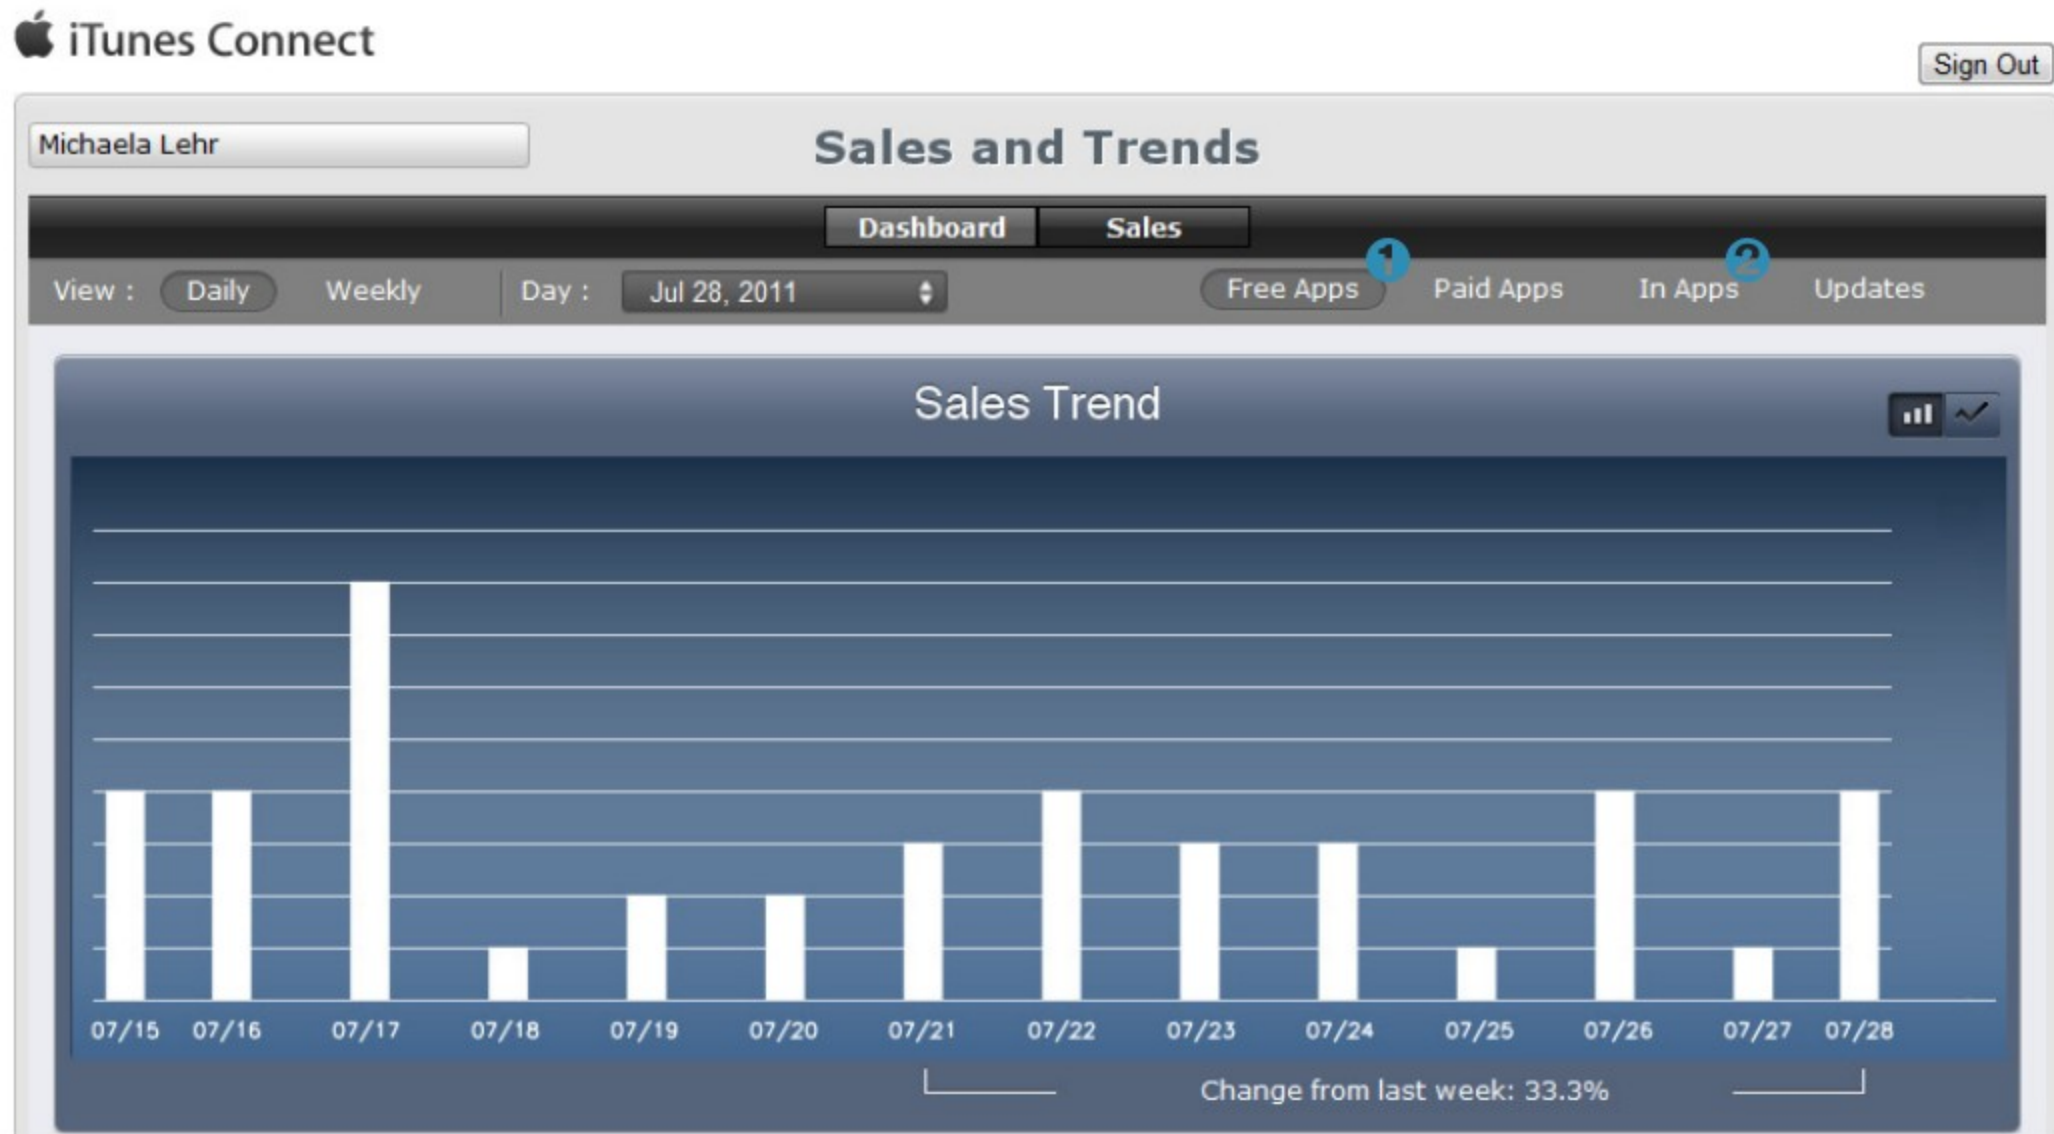 iTunes Connect
Sign Out
Michaela Lehr
Sales and Trends
Dashboard Sales
View : Daily Weekly Day : Jul 28, 2011 Free Apps 1 Paid Apps In Apps 2 Updates
Sales Trend
07/15 07/16 07/17 07/18 07/19 07/20 07/21 07/22 07/23 07/24 07/25 07/26 07/27 07/28
Change from last week: 33.3%